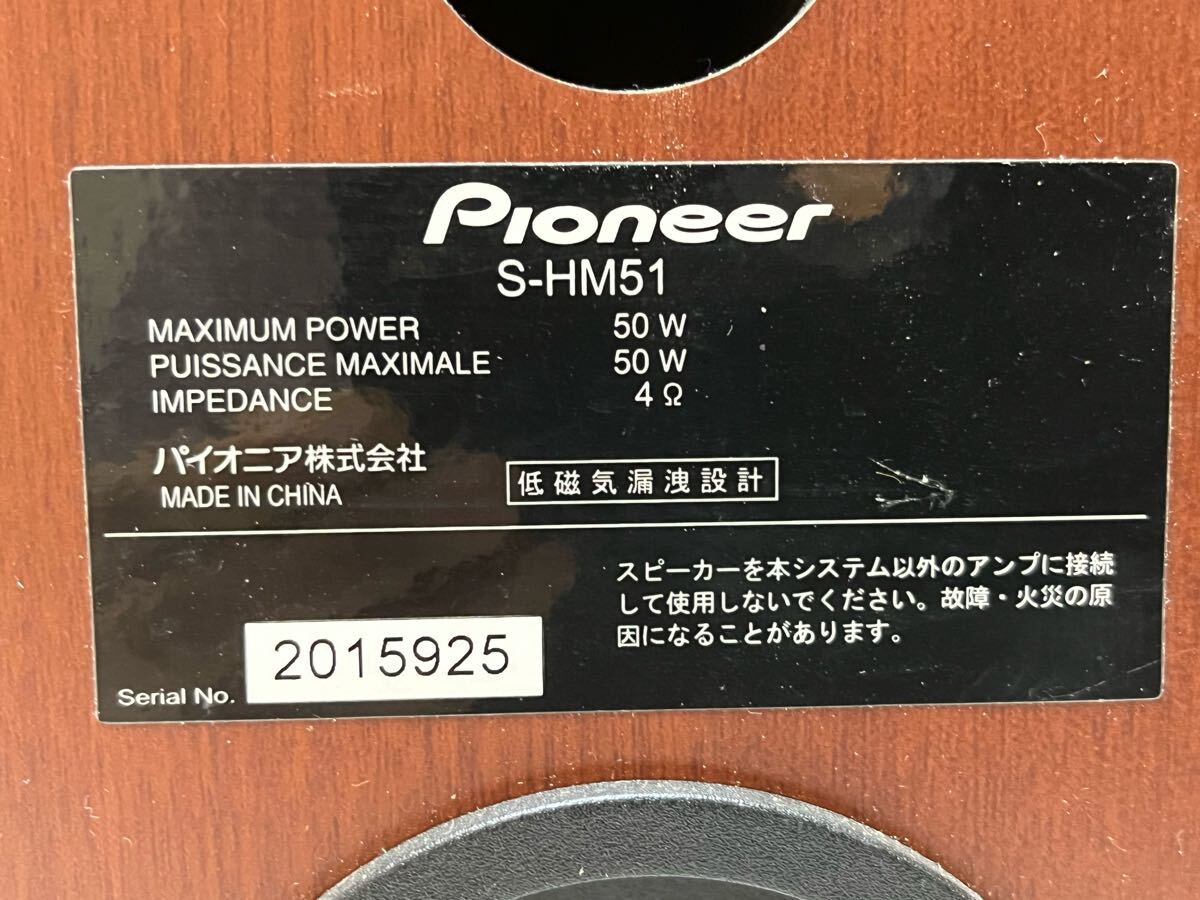 Pioneer
S-HM51
MAXIMUM POWER 50 W
PUISSANCE MAXIMALE 50 W
IMPEDANCE 4 Ω
パイオニア株式会社
MADE IN CHINA
低磁気漏洩設計
スピーカーを本システム以外のアンプに接続
して使用しないでください。故障・火災の原
因になることがあります。
Serial No. 2015925